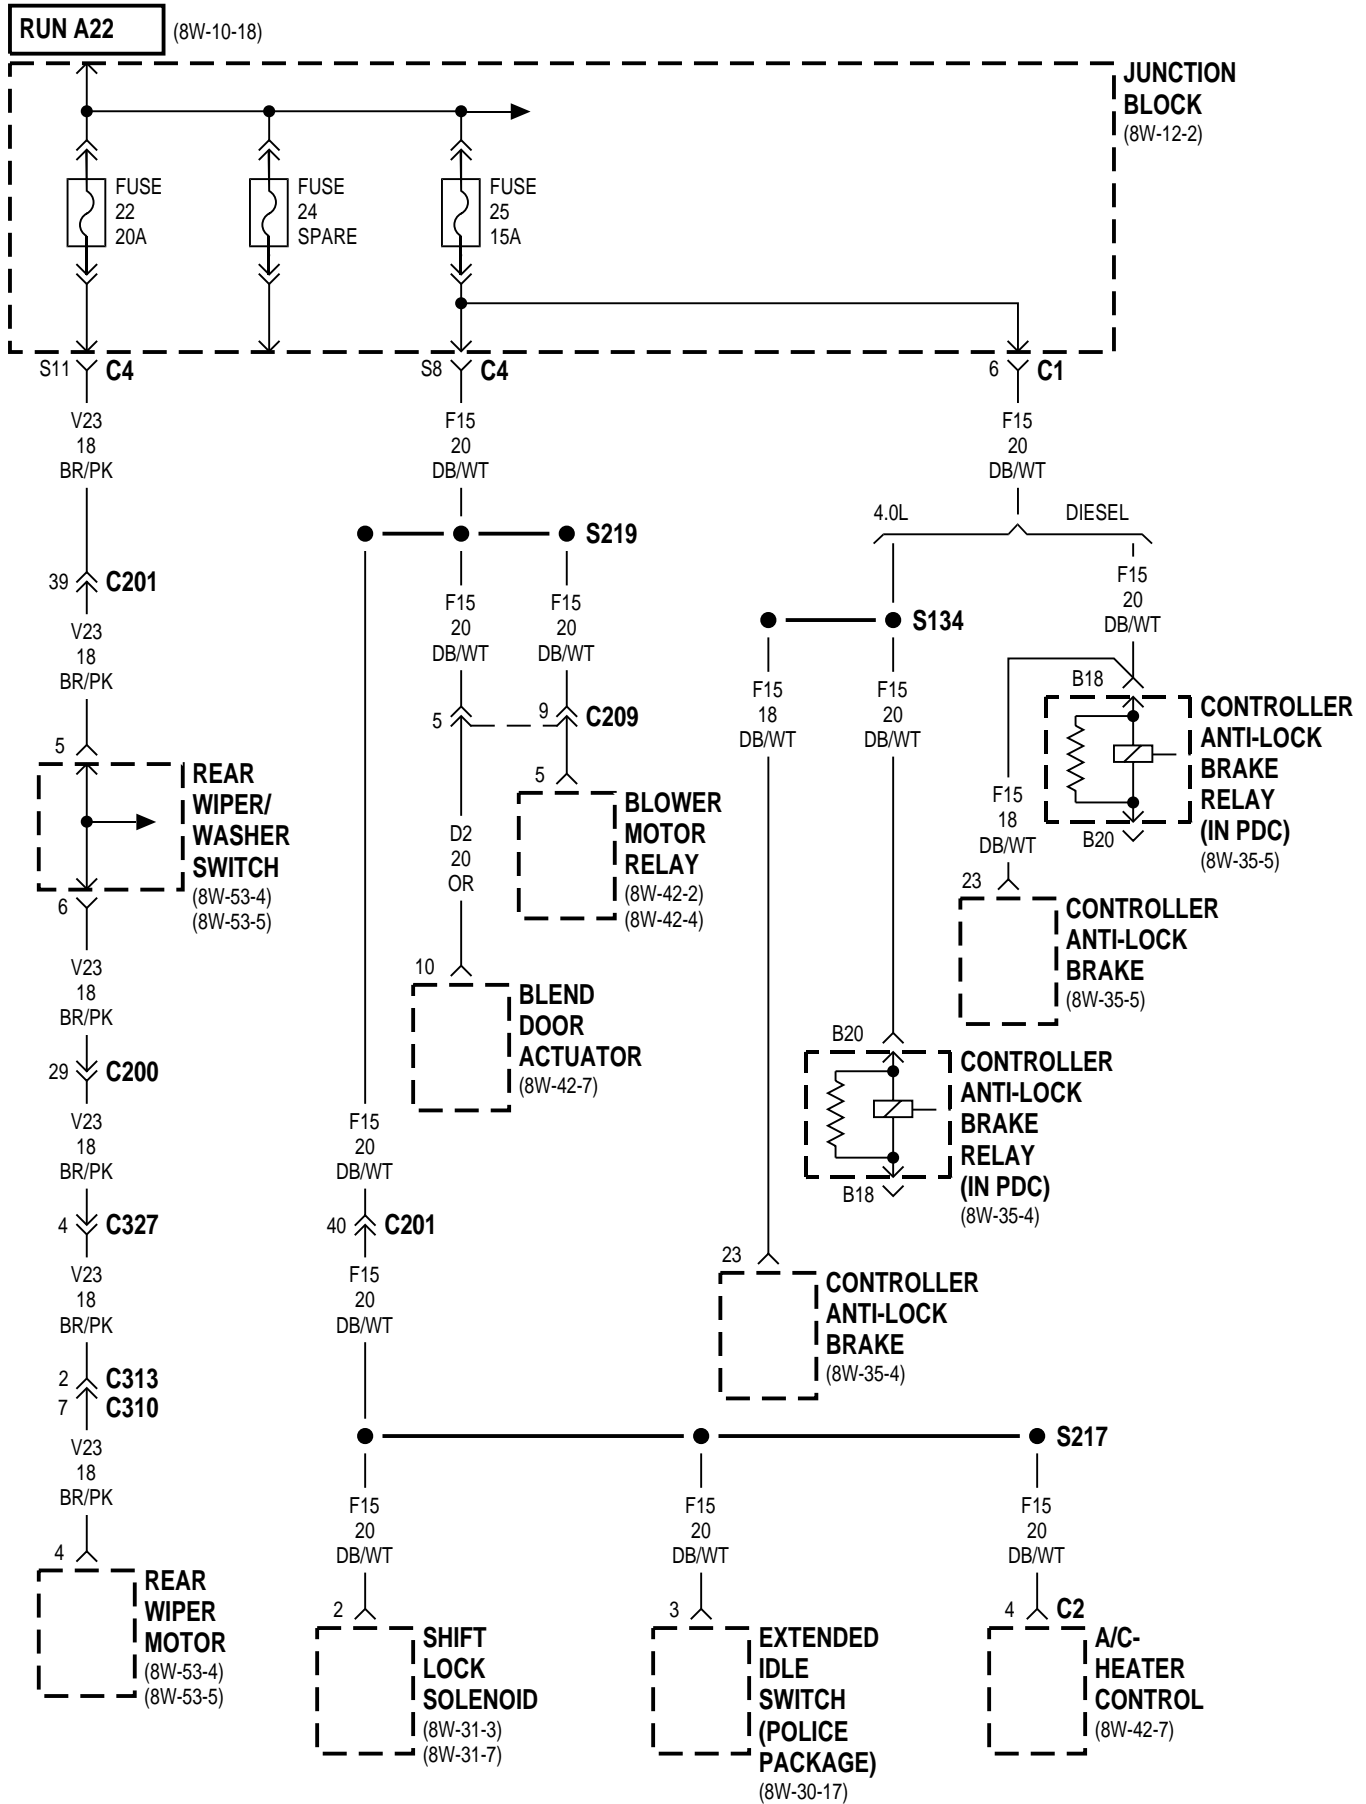 RUN A22 (8W-10-18)
JUNCTION
BLOCK
(8W-12-2)
FUSE
22
20A
FUSE
24
SPARE
FUSE
25
15A
S11 C4
S8 C4
6 C1
V23
18
BR/PK
F15
20
DB/WT
F15
20
DB/WT
4.0L
DIESEL
S219
39 C201
V23
18
BR/PK
F15
20
DB/WT
F15
20
DB/WT
S134
F15
20
DB/WT
F15
18
DB/WT
F15
20
DB/WT
B18
CONTROLLER
ANTI-LOCK
BRAKE
RELAY
(IN PDC)
(8W-35-5)
B20
5
9 C209
5
REAR
WIPER/
WASHER
SWITCH
(8W-53-4)
(8W-53-5)
6
5
BLOWER
MOTOR
RELAY
(8W-42-2)
(8W-42-4)
D2
20
OR
F15
18
DB/WT
23
CONTROLLER
ANTI-LOCK
BRAKE
(8W-35-5)
V23
18
BR/PK
10
BLEND
DOOR
ACTUATOR
(8W-42-7)
B20
CONTROLLER
ANTI-LOCK
BRAKE
RELAY
(IN PDC)
(8W-35-4)
B18
29 C200
V23
18
BR/PK
F15
20
DB/WT
4 C327
40 C201
23
CONTROLLER
ANTI-LOCK
BRAKE
(8W-35-4)
V23
18
BR/PK
F15
20
DB/WT
2 C313
7 C310
S217
V23
18
BR/PK
F15
20
DB/WT
F15
20
DB/WT
F15
20
DB/WT
4
REAR
WIPER
MOTOR
(8W-53-4)
(8W-53-5)
2
SHIFT
LOCK
SOLENOID
(8W-31-3)
(8W-31-7)
3
EXTENDED
IDLE
SWITCH
(POLICE
PACKAGE)
(8W-30-17)
4 C2
A/C-
HEATER
CONTROL
(8W-42-7)